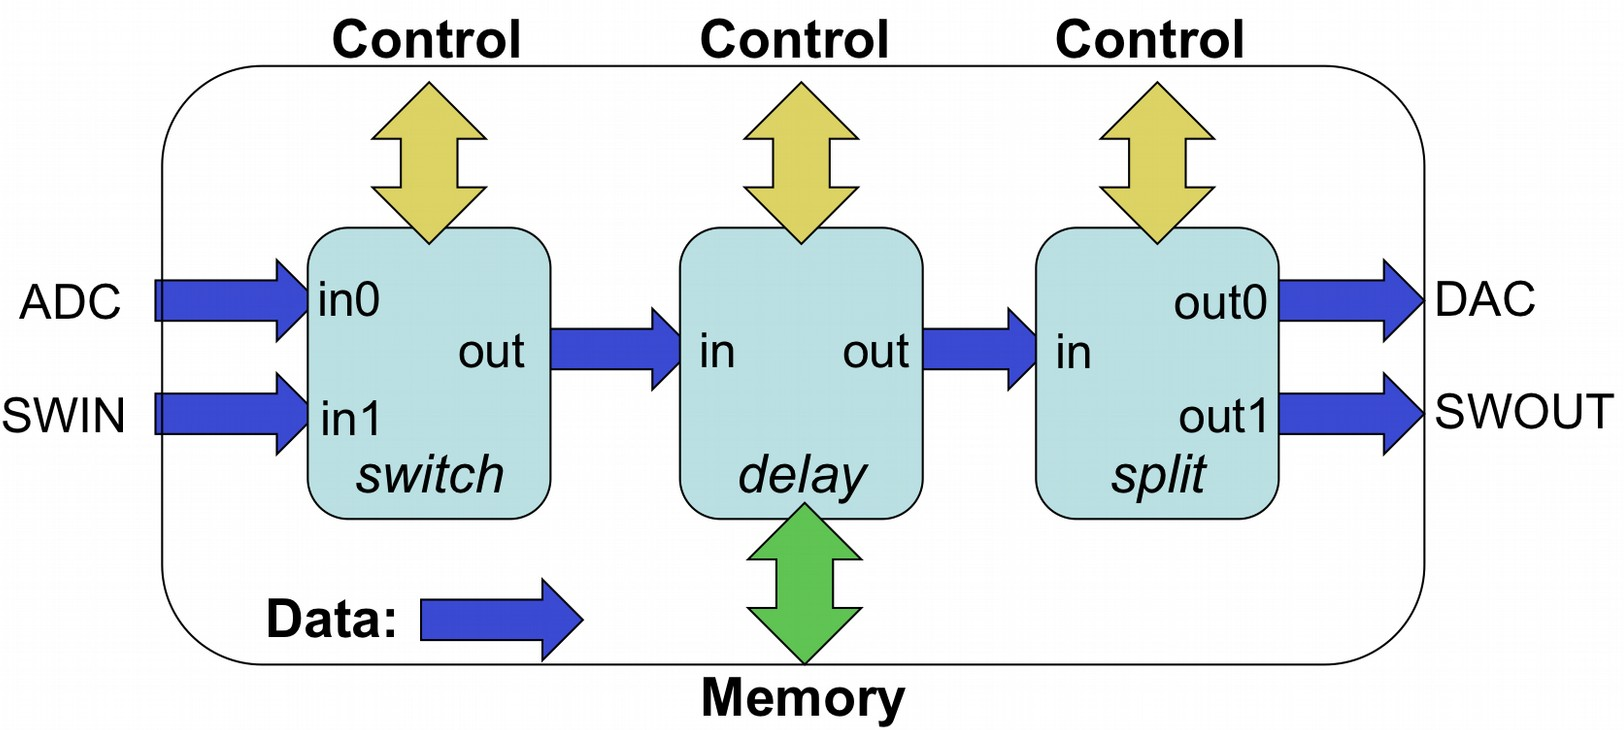 Control Control Control
ADC in0 out0 DAC
out in out in
SWIN in1 out1 SWOUT
switch delay split
Data:
Memory